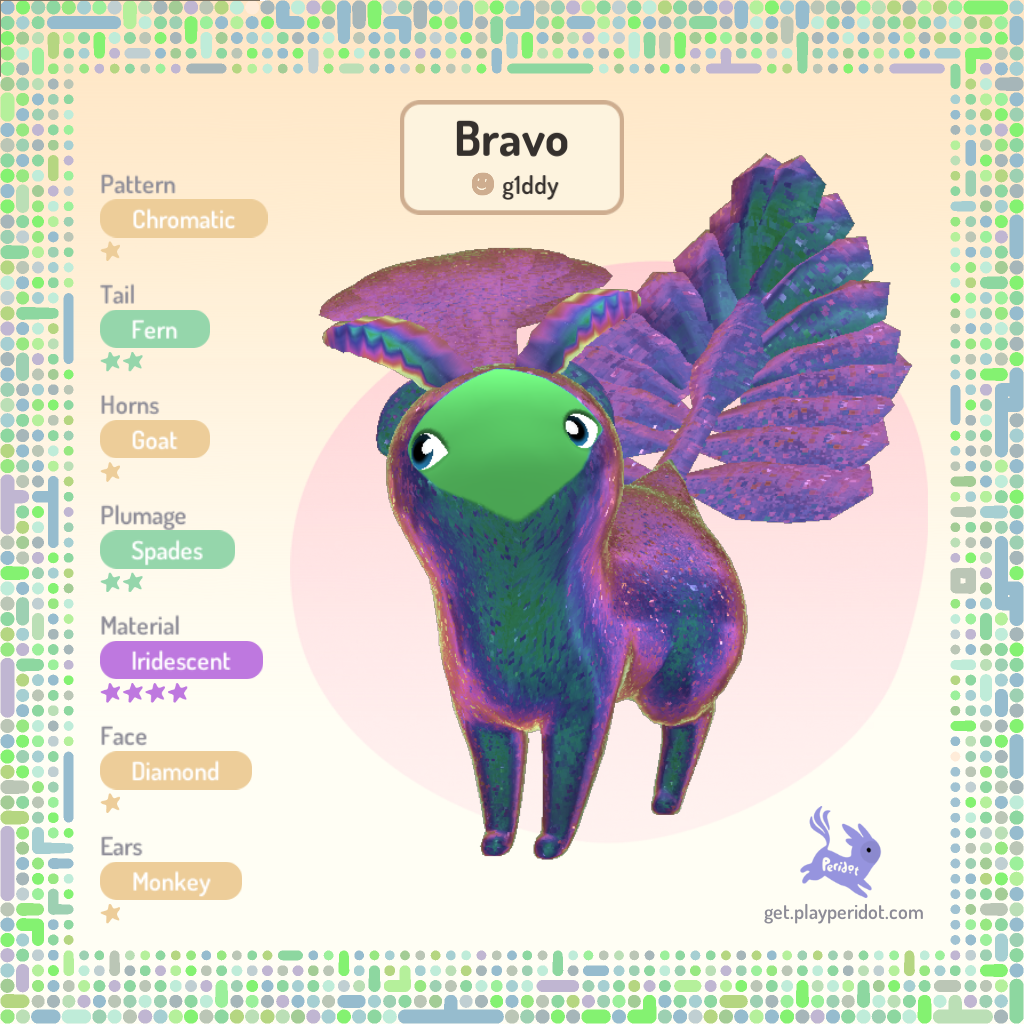 Bravo
g1ddy
Pattern
Chromatic
Tail
Fern
Horns
Goat
Plumage
Spades
Material
Iridescent
Face
Diamond
Ears
Monkey
Peridot
get.playperidot.com